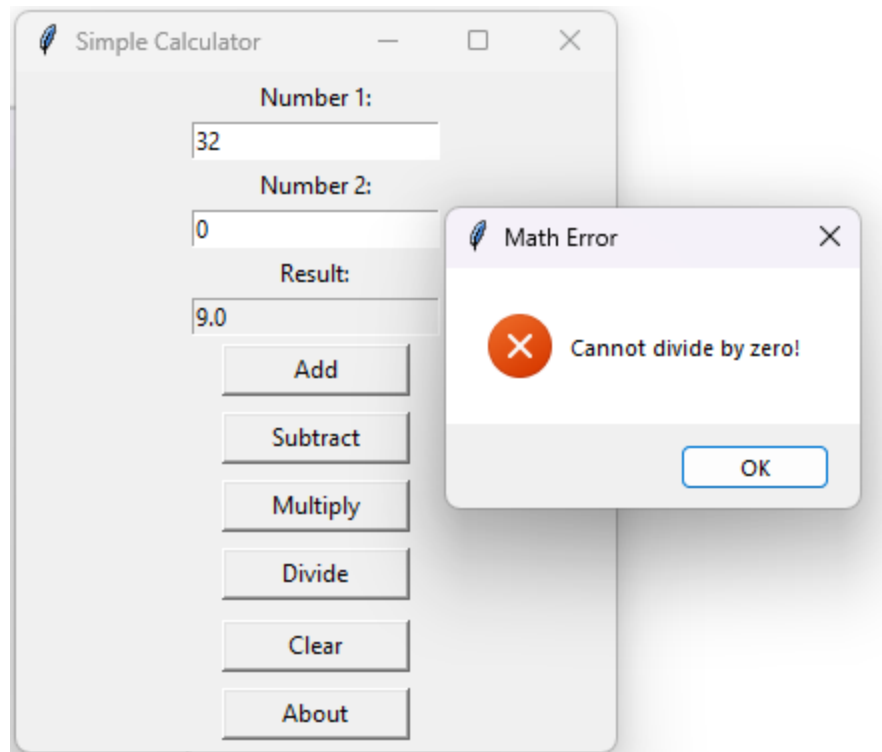 Simple Calculator
Number 1:
32
Number 2:
0
Result:
9.0
Add
Subtract
Multiply
Divide
Clear
About
Math Error
Cannot divide by zero!
OK